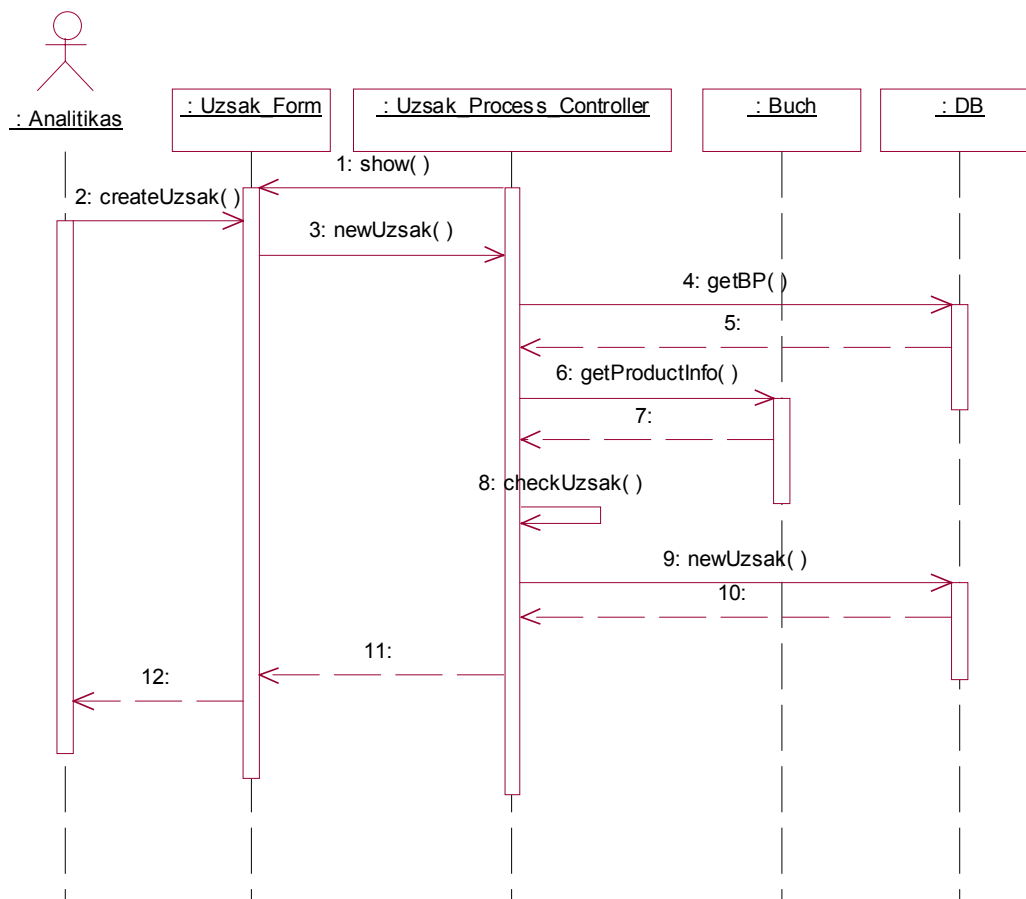 : Analitikas
: Uzsak_Form
: Uzsak_Process_Controller
: Buch
: DB
1: show( )
2: createUzsak( )
3: newUzsak( )
4: getBP( )
5:
6: getProductInfo( )
7:
8: checkUzsak( )
9: newUzsak( )
10:
11:
12: